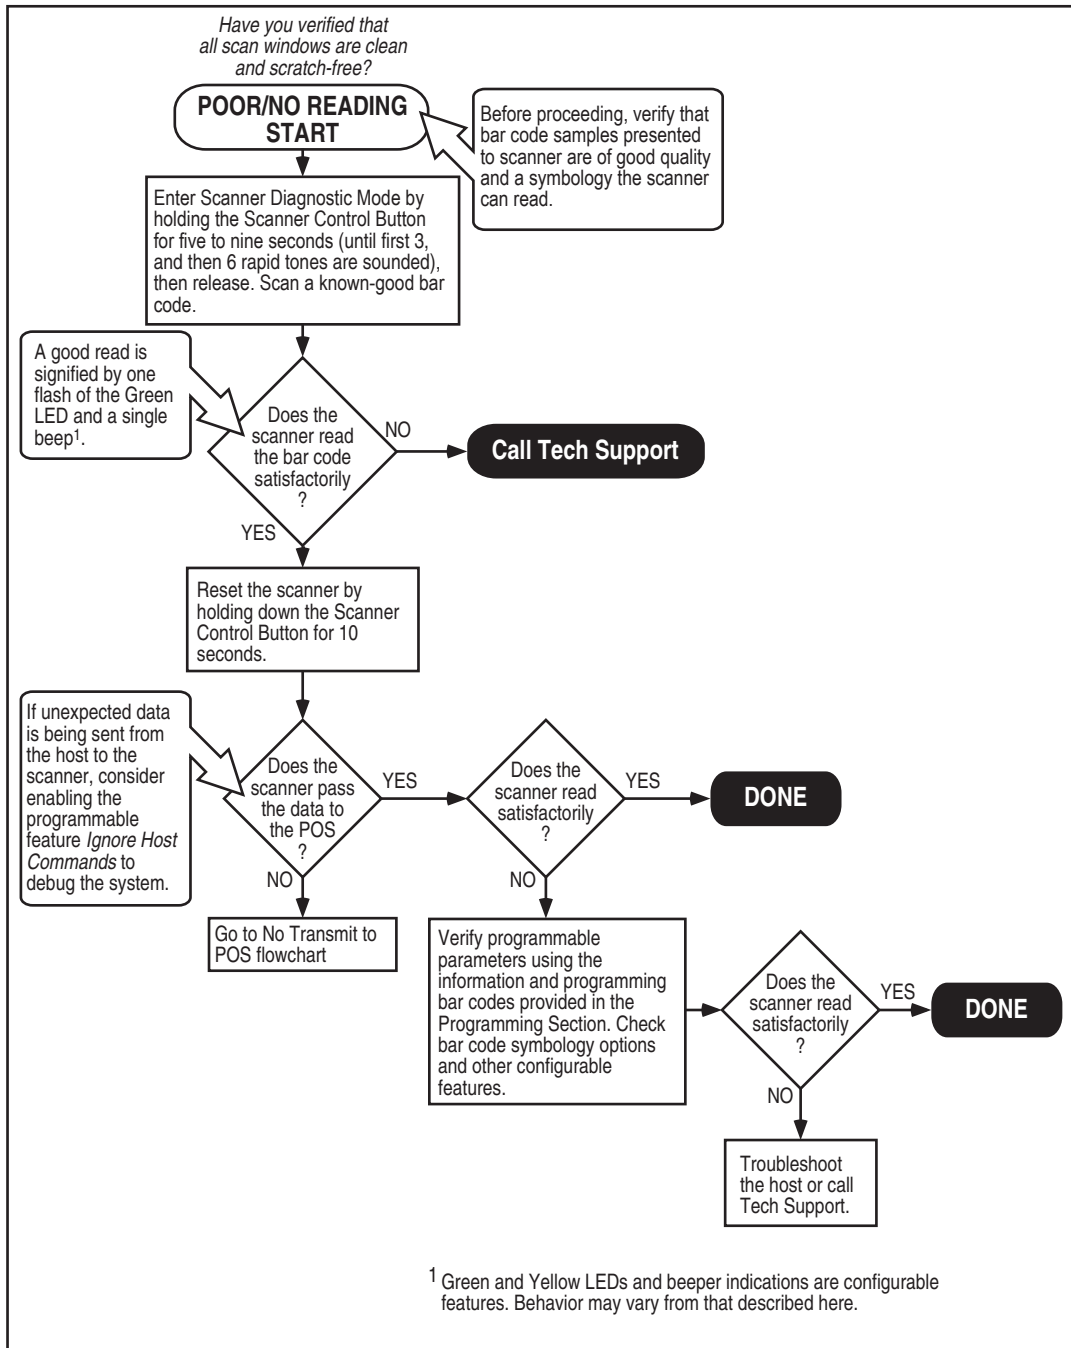 Have you verified that
all scan windows are clean
and scratch-free?
POOR/NO READING
START
Before proceeding, verify that
bar code samples presented
to scanner are of good quality
and a symbology the scanner
can read.
Enter Scanner Diagnostic Mode by
holding the Scanner Control Button
for five to nine seconds (until first 3,
and then 6 rapid tones are sounded),
then release. Scan a known-good bar
code.
A good read is
signified by one
flash of the Green
LED and a single
beep1.
Does the
scanner read
the bar code
satisfactorily
?
NO
Call Tech Support
YES
Reset the scanner by
holding down the Scanner
Control Button for 10
seconds.
If unexpected data
is being sent from
the host to the
scanner, consider
enabling the
programmable
feature Ignore Host
Commands to
debug the system.
Does the
scanner pass
the data to
the POS
?
YES
Does the
scanner read
satisfactorily
?
YES
DONE
NO
Go to No Transmit to
POS flowchart
NO
Verify programmable
parameters using the
information and programming
bar codes provided in the
Programming Section. Check
bar code symbology options
and other configurable
features.
Does the
scanner read
satisfactorily
?
YES
DONE
NO
Troubleshoot
the host or call
Tech Support.
1 Green and Yellow LEDs and beeper indications are configurable
features. Behavior may vary from that described here.